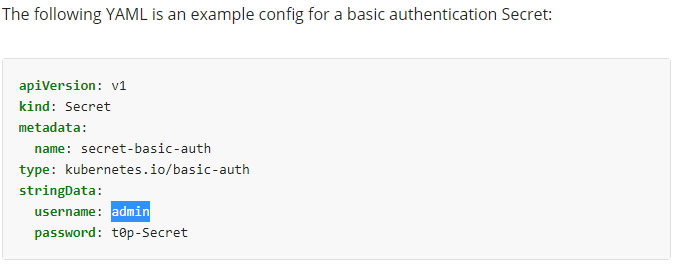 The following YAML is an example config for a basic authentication Secret:
apiVersion: v1
kind: Secret
metadata:
  name: secret-basic-auth
type: kubernetes.io/basic-auth
stringData:
  username: admin
  password: t0p-Secret